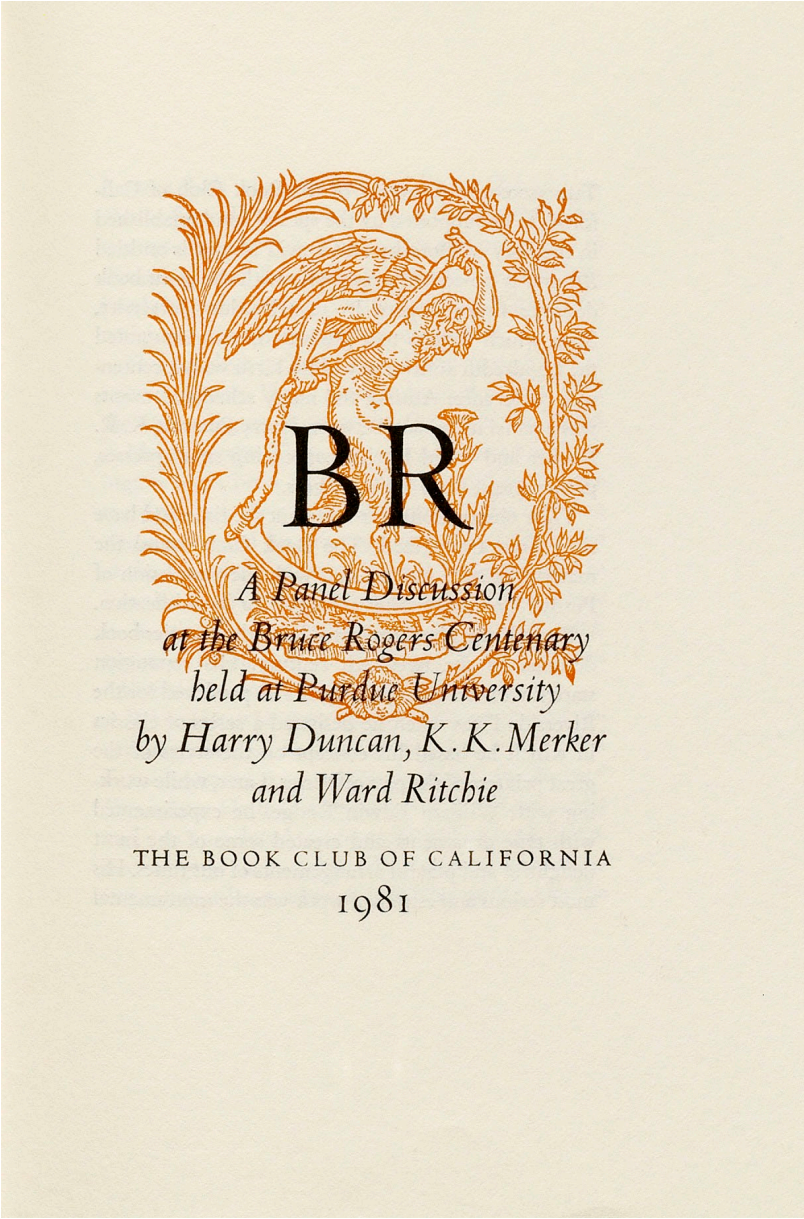 BR
A Panel Discussion
at the Bruce Rogers Centenary
held at Purdue University
by Harry Duncan, K.K. Merker
and Ward Ritchie
THE BOOK CLUB OF CALIFORNIA
1981